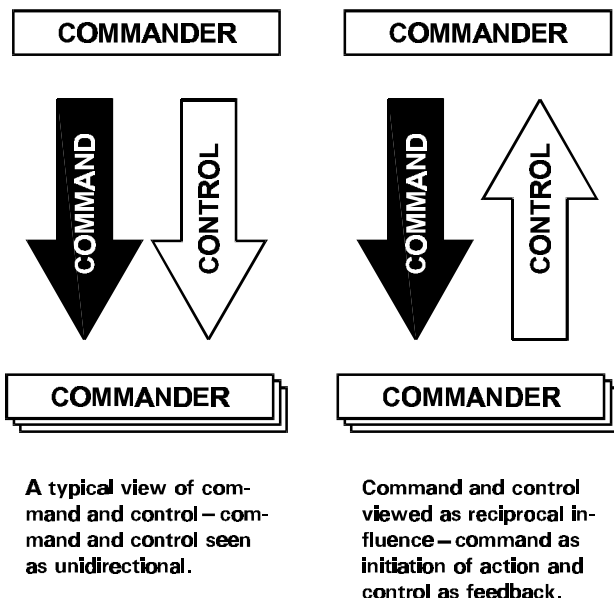 COMMANDER
COMMAND
CONTROL
COMMANDER
A typical view of com-
mand and control – com-
mand and control seen
as unidirectional.
COMMANDER
COMMAND
CONTROL
COMMANDER
Command and control
viewed as reciprocal in-
fluence – command as
initiation of action and
control as feedback.